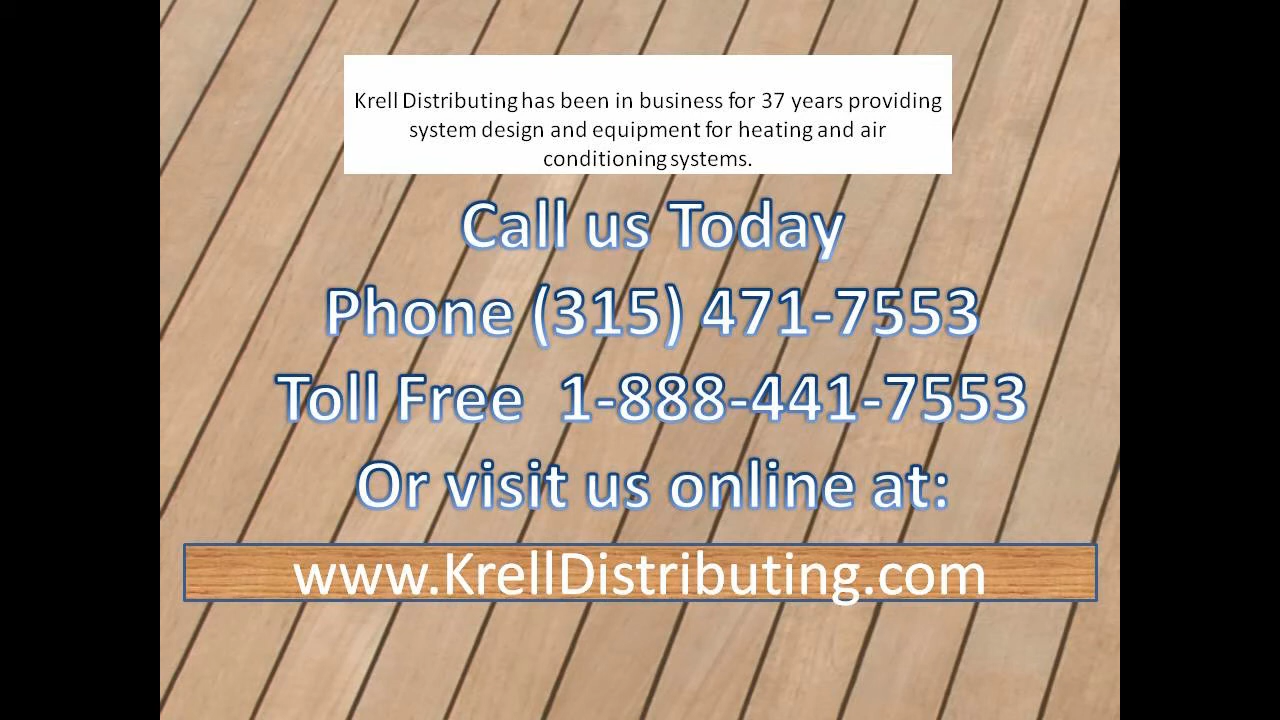 Krell Distributing has been in business for 37 years providing
system design and equipment for heating and air
conditioning systems.
Call us Today
Phone (315) 471-7553
Toll Free 1-888-441-7553
Or visit us online at:
www.KrellDistributing.com